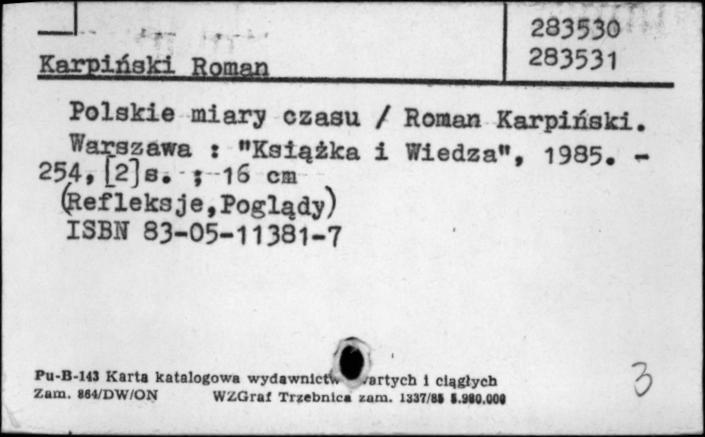 283530
283531
Karpiński Roman
Polskie miary czasu / Roman Karpiński.
Warszawa : "Książka i Wiedza", 1985. -
254, [2] s. ; 16 cm
(Refleksje, Poglądy)
ISBN 83-05-11381-7
Pu-B-143 Karta katalogowa wydawnictw zwartych i ciągłych
Zam. 864/DW/ON WZGraf Trzebnica zam. 1337/85 5.980.000
3